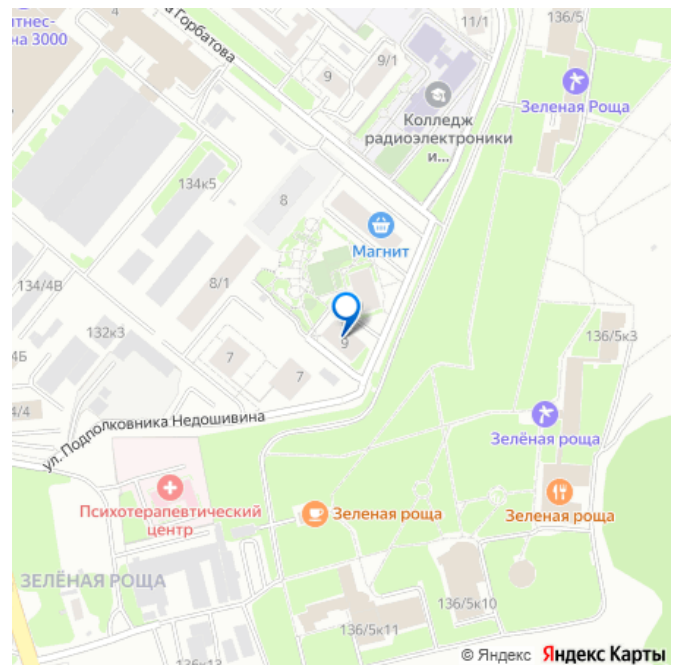 итнес-
на 3000
4
а Горбатова
9
9/1
11/1
136/5
Зеленая Роща
Колледж
радиоэлектроники
и...
134к5
8
Магнит
8/1
134/4В
132к3
4Б
9
7
7
136/5к3
4/4
ул. Подполковника Недошивина
Зелёная роща
Психотерапевтический
центр
Зеленая роща
Зеленая роща
ЗЕЛЁНАЯ РОЩА
136/5к10
136/5к11
136к13
© Яндекс Яндекс Карты